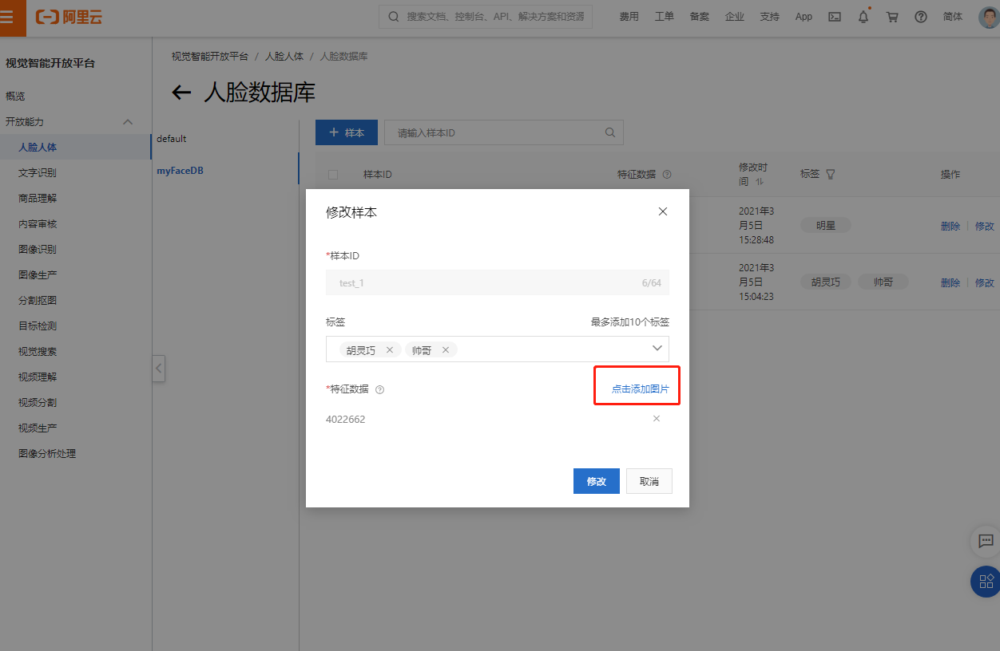 阿里云
搜索文档、控制台、API、解决方案和资源
费用 工单 备案 企业 支持 App 简体
视觉智能开放平台
概览
开放能力
人脸人体
文字识别
商品理解
内容审核
图像识别
图像生产
分割抠图
目标检测
视觉搜索
视频理解
视频分割
视频生产
图像分析处理
视觉智能开放平台 / 人脸人体 / 人脸数据库
人脸数据库
default
myFaceDB
样本
请输入样本ID
样本ID 特征数据 修改时间 标签 操作
2021年3月5日 15:28:48 明星 删除 修改
2021年3月5日 15:04:23 胡灵巧 帅哥 删除 修改
修改样本
*样本ID
test_1 6/64
标签 最多添加10个标签
胡灵巧 帅哥
*特征数据 点击添加图片
4022662
修改 取消